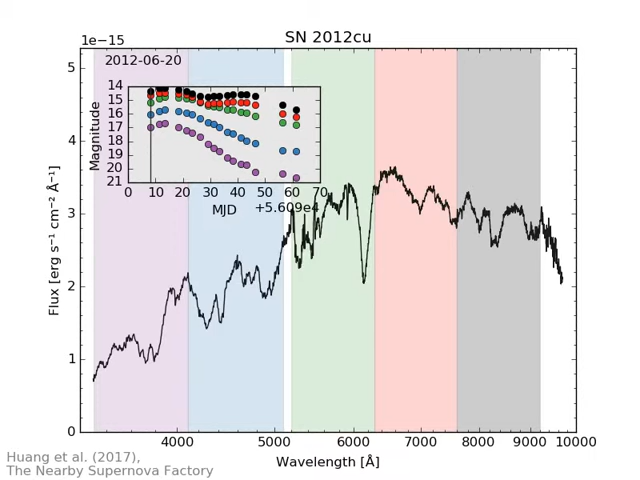 SN 2012cu
1e−15
2012-06-20
Magnitude
14
15
16
17
18
19
20
21
0 10 20 30 40 50 60 70
MJD +5.609e4
Flux [erg s⁻¹ cm⁻² Å⁻¹]
5
4
3
2
1
0
4000 5000 6000 7000 8000 9000 10000
Wavelength [Å]
Huang et al. (2017),
The Nearby Supernova Factory